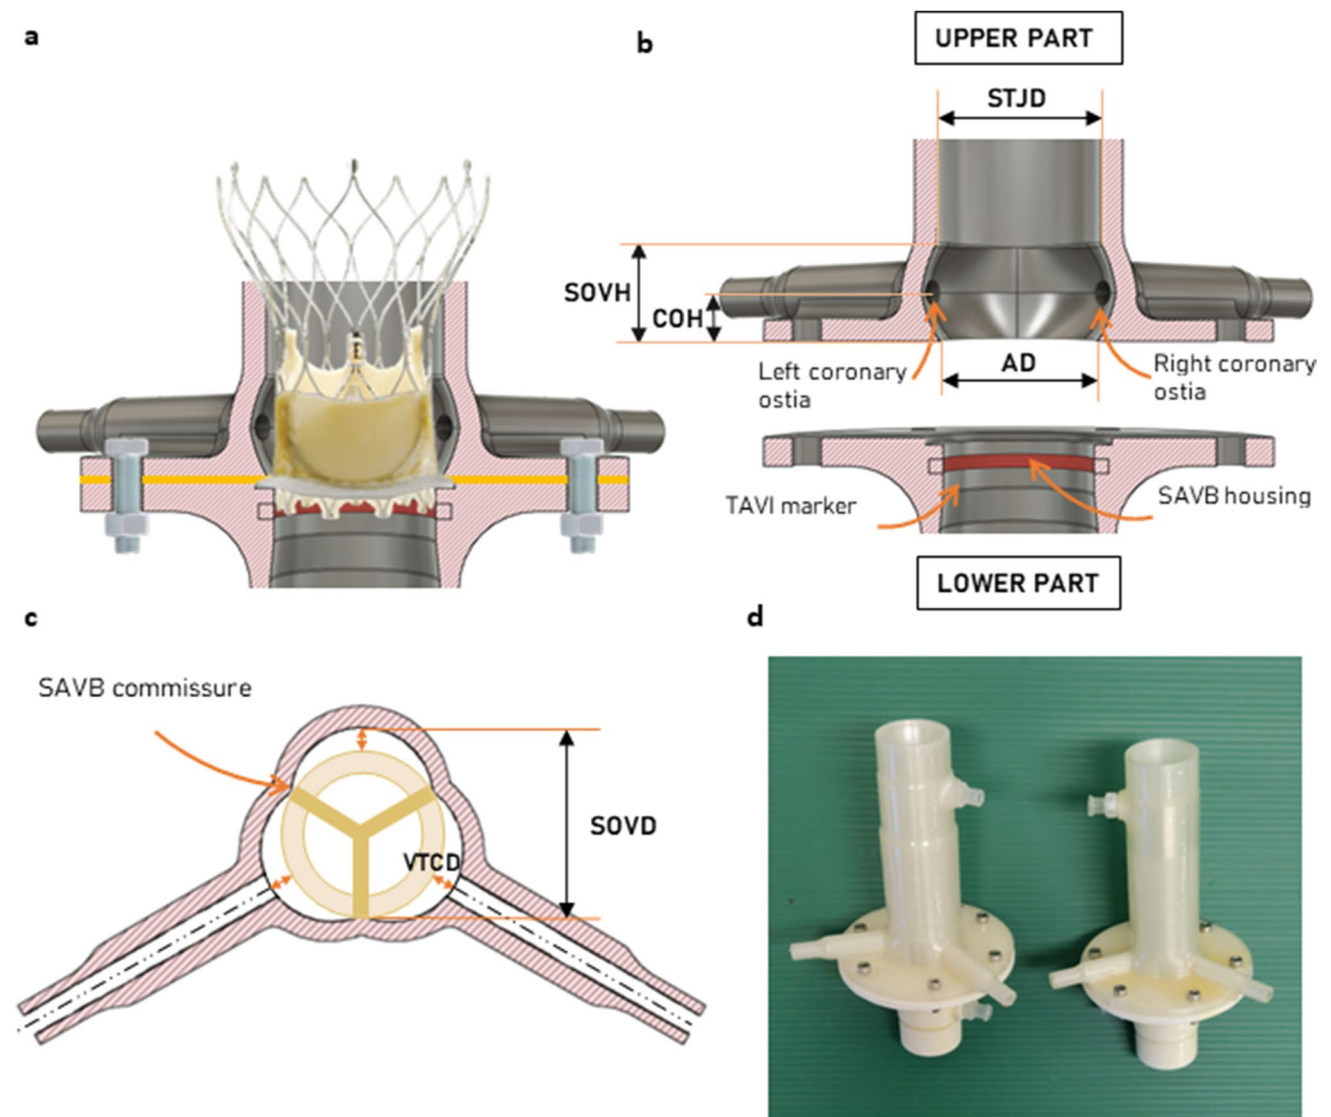 a
b
UPPER PART
STJD
SOVH
COH
Left coronary
ostia
AD
Right coronary
ostia
TAVI marker
SAVB housing
LOWER PART
c
d
SAVB commissure
SOVD
VTCD